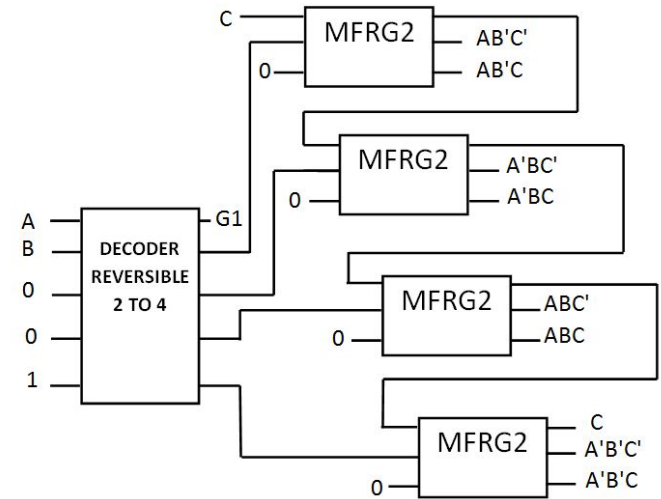 C
MFRG2
AB'C'
0
AB'C
MFRG2
A'BC'
0
A'BC
A
G1
B
DECODER
REVERSIBLE
2 TO 4
0
0
1
MFRG2
ABC'
0
ABC
MFRG2
C
A'B'C'
0
A'B'C